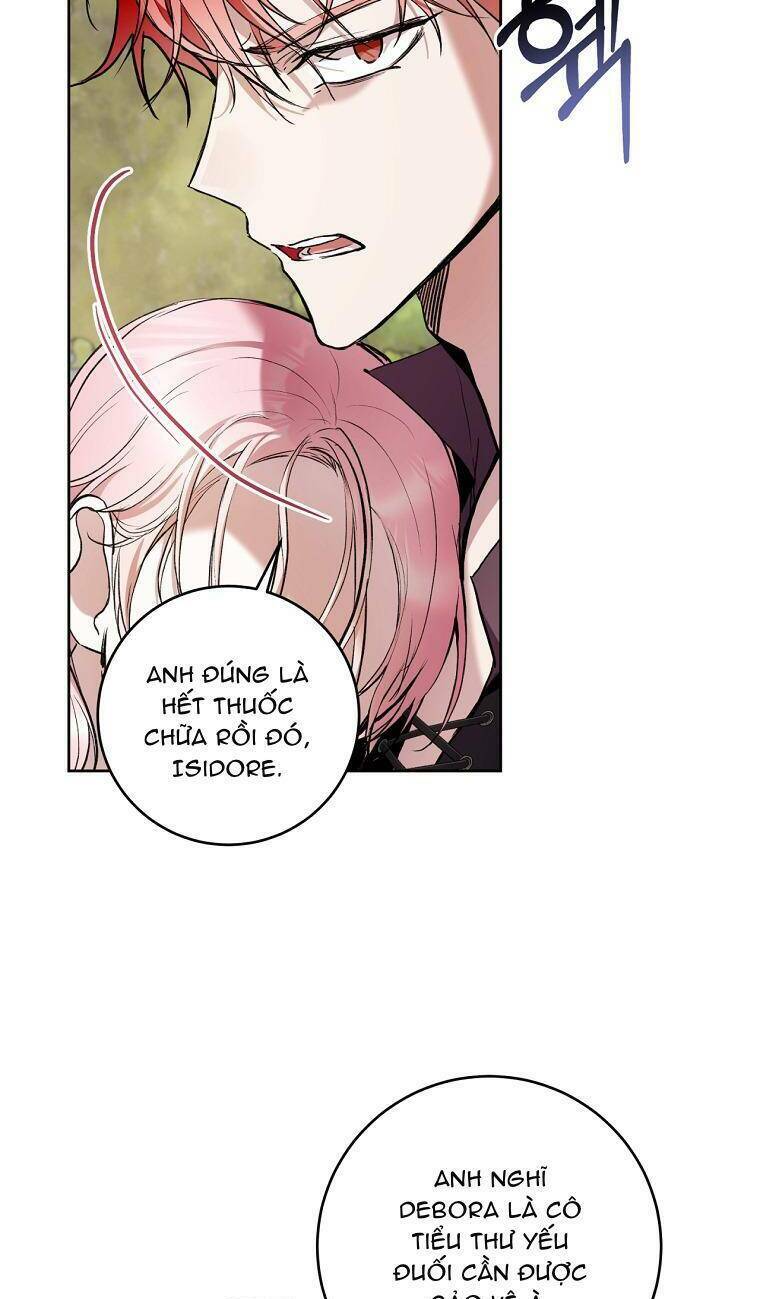 ANH ĐÚNG LÀ
HẾT THUỐC
CHỮA RỒI ĐÓ,
ISIDORE.
ANH NGHĨ
DEBORA LÀ CÔ
TIỂU THƯ YẾU
ĐUỐI CẦN ĐƯỢC